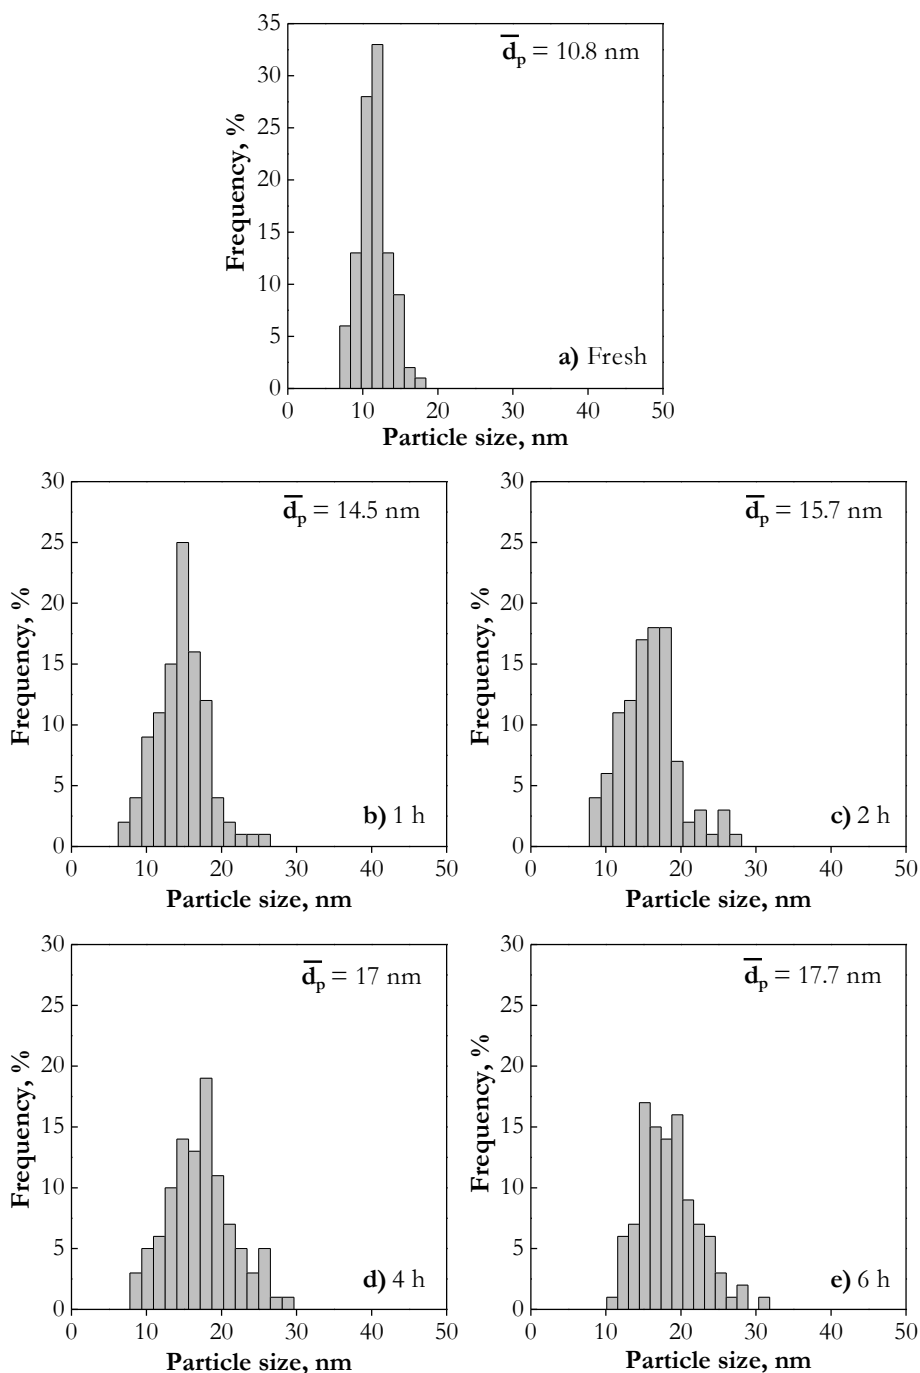 35
30
25
20
15
10
5
0
Frequency, %
d̅p = 10.8 nm
a) Fresh
0 10 20 30 40 50
Particle size, nm
30
25
20
15
10
5
0
Frequency, %
d̅p = 14.5 nm
b) 1 h
0 10 20 30 40 50
Particle size, nm
30
25
20
15
10
5
0
Frequency, %
d̅p = 15.7 nm
c) 2 h
0 10 20 30 40 50
Particle size, nm
30
25
20
15
10
5
0
Frequency, %
d̅p = 17 nm
d) 4 h
0 10 20 30 40 50
Particle size, nm
30
25
20
15
10
5
0
Frequency, %
d̅p = 17.7 nm
e) 6 h
0 10 20 30 40 50
Particle size, nm